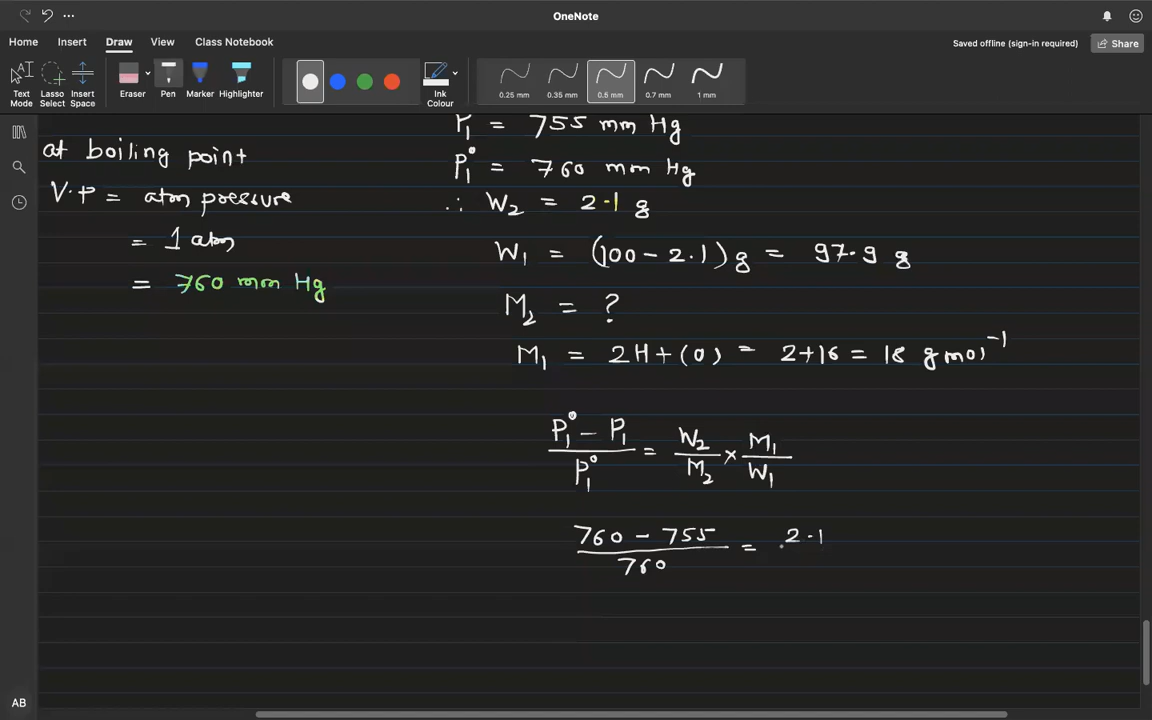 OneNote
Home Insert Draw View Class Notebook
Saved offline (sign-in required) Share
Text Mode Lasso Select Insert Space Eraser Pen Marker Highlighter Ink Colour 0.25 mm 0.35 mm 0.5 mm 0.7 mm 1 mm
at boiling point
V.P = atm pressure
= 1 atm
= 760 mm Hg
P₁ = 755 mm Hg
P₁⁰ = 760 mm Hg
∴ W₂ = 2.1 g
W₁ = (100 - 2.1) g = 97.9 g
M₂ = ?
M₁ = 2H + (O) = 2+16 = 18 g mol⁻¹
P₁⁰ - P₁ / P₁⁰ = W₂ / M₂ × M₁ / W₁
760 - 755 / 760 = 2.1
AB